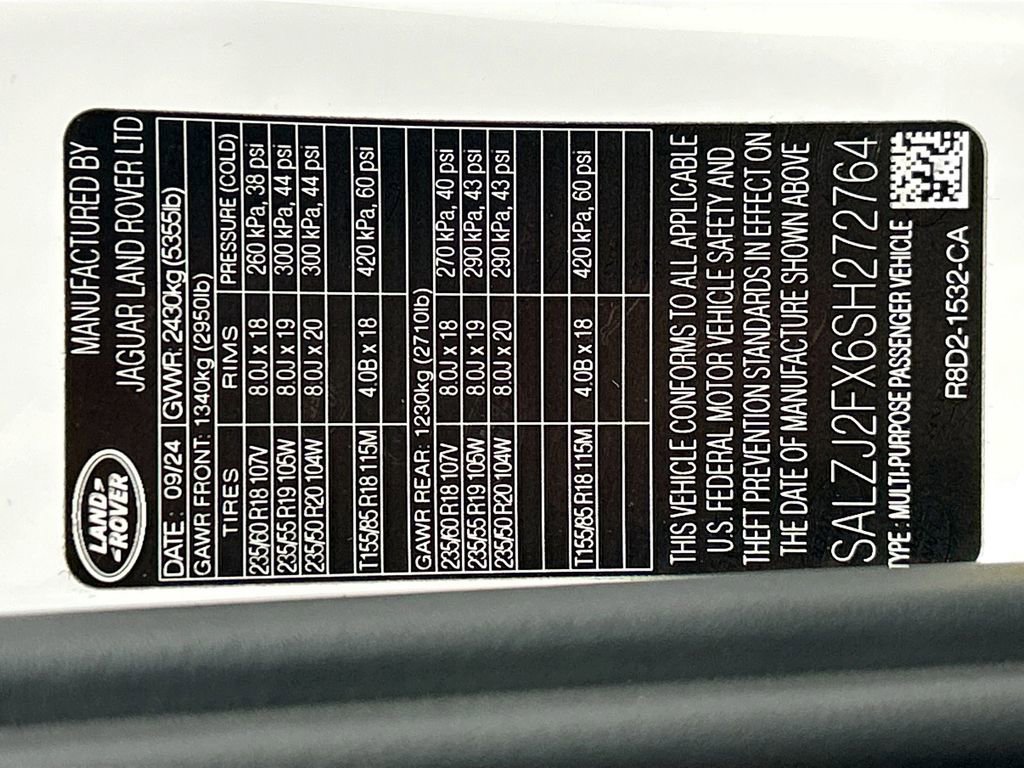 LAND
ROVER
MANUFACTURED BY
JAGUAR LAND ROVER LTD
DATE: 09/24 GWR: 2430kg (5355lb)
GAWR FRONT: 1340kg (2950lb)
TIRES RIMS PRESSURE (COLD)
235/60 R18 107V 8.0J x 18 260 kPa, 38 psi
235/55 R19 105W 8.0J x 19 300 kPa, 44 psi
235/50 R20 104W 8.0J x 20 300 kPa, 44 psi
T155/85 R18 115M 4.0B x 18 420 kPa, 60 psi
GAWR REAR: 1230kg (2710lb)
235/60 R18 107V 8.0J x 18 270 kPa, 40 psi
235/55 R19 105W 8.0J x 19 290 kPa, 43 psi
235/50 R20 104W 8.0J x 20 290 kPa, 43 psi
T155/85 R18 115M 4.0B x 18 420 kPa, 60 psi
THIS VEHICLE CONFORMS TO ALL APPLICABLE
U.S. FEDERAL MOTOR VEHICLE SAFETY AND
THEFT PREVENTION STANDARDS IN EFFECT ON
THE DATE OF MANUFACTURE SHOWN ABOVE
SALZJ2FX6SH272764
TYPE : MULTI-PURPOSE PASSENGER VEHICLE
R8D2-1532-CA